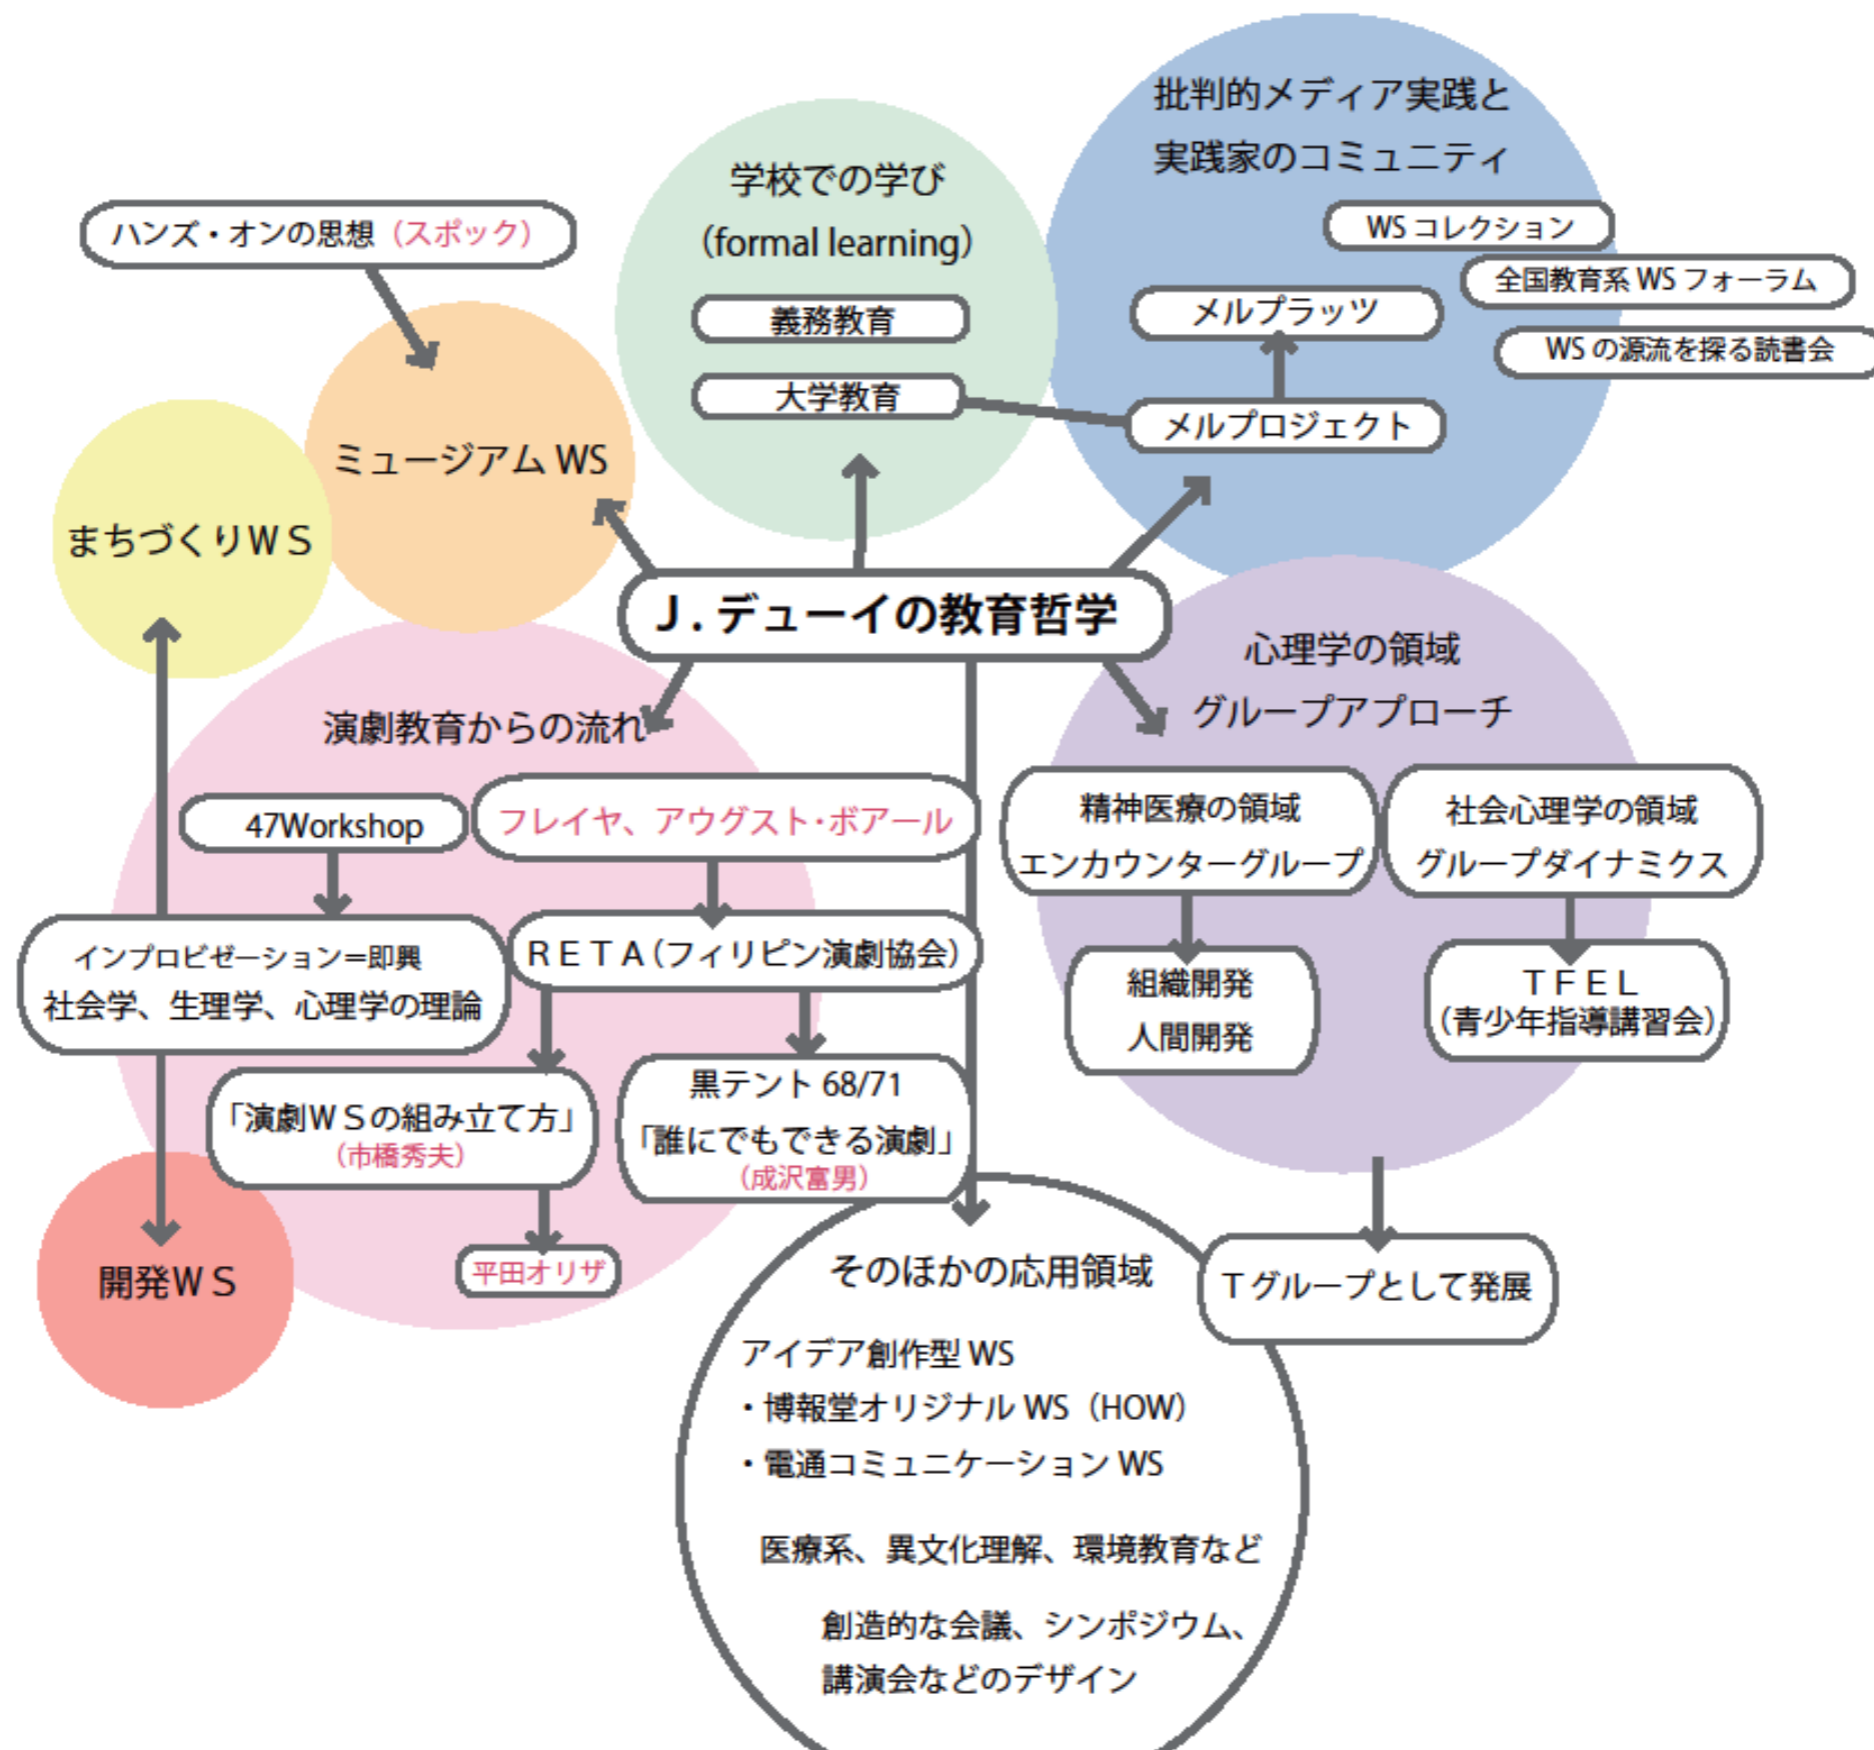 批判的メディア実践と
実践家のコミュニティ
学校での学び
（formal learning）
ハンズ・オンの思想（スポック）
WS コレクション
全国教育系 WS フォーラム
義務教育
メルプラッツ
WS の源流を探る読書会
大学教育
メルプロジェクト
ミュージアム WS
まちづくりＷＳ
Ｊ．デューイの教育哲学
心理学の領域
グループアプローチ
演劇教育からの流れ
47Workshop
フレイヤ、アウグスト・ボアール
精神医療の領域
エンカウンターグループ
社会心理学の領域
グループダイナミクス
インプロビゼーション＝即興
社会学、生理学、心理学の理論
ＲＥＴＡ（フィリピン演劇協会）
組織開発
人間開発
ＴＦＥＬ
（青少年指導講習会）
「演劇ＷＳの組み立て方」
（市橋秀夫）
黒テント 68/71
「誰にでもできる演劇」
（成沢富男）
開発ＷＳ
平田オリザ
そのほかの応用領域
Ｔグループとして発展
アイデア創作型 WS
・博報堂オリジナル WS（HOW）
・電通コミュニケーション WS
医療系、異文化理解、環境教育など
創造的な会議、シンポジウム、
講演会などのデザイン